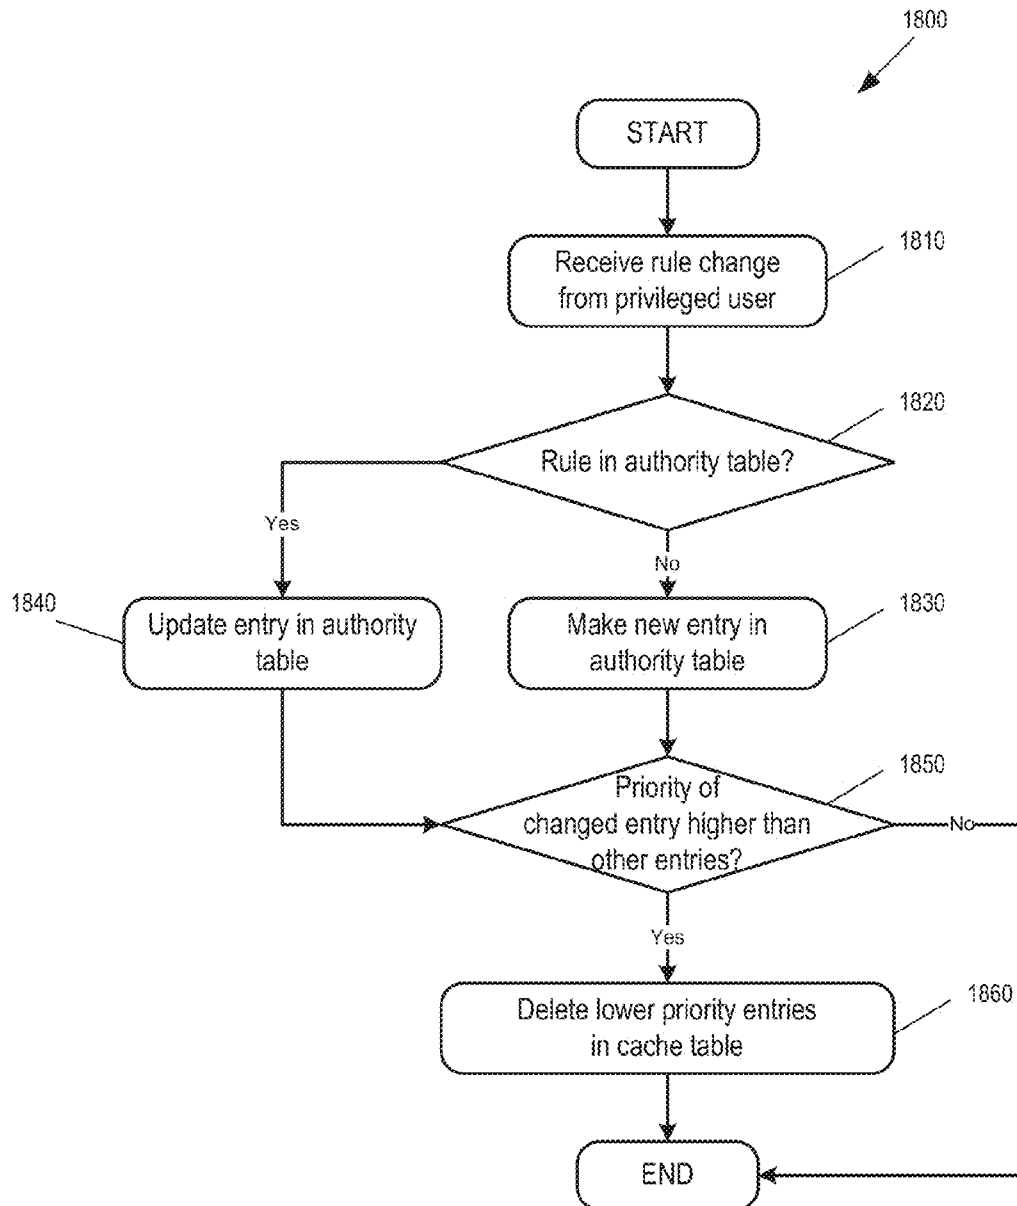 1800
START
1810
Receive rule change
from privileged user
1820
Rule in authority table?
Yes
No
1840
Update entry in authority
table
1830
Make new entry in
authority table
1850
Priority of
changed entry higher than
other entries?
No
Yes
1860
Delete lower priority entries
in cache table
END